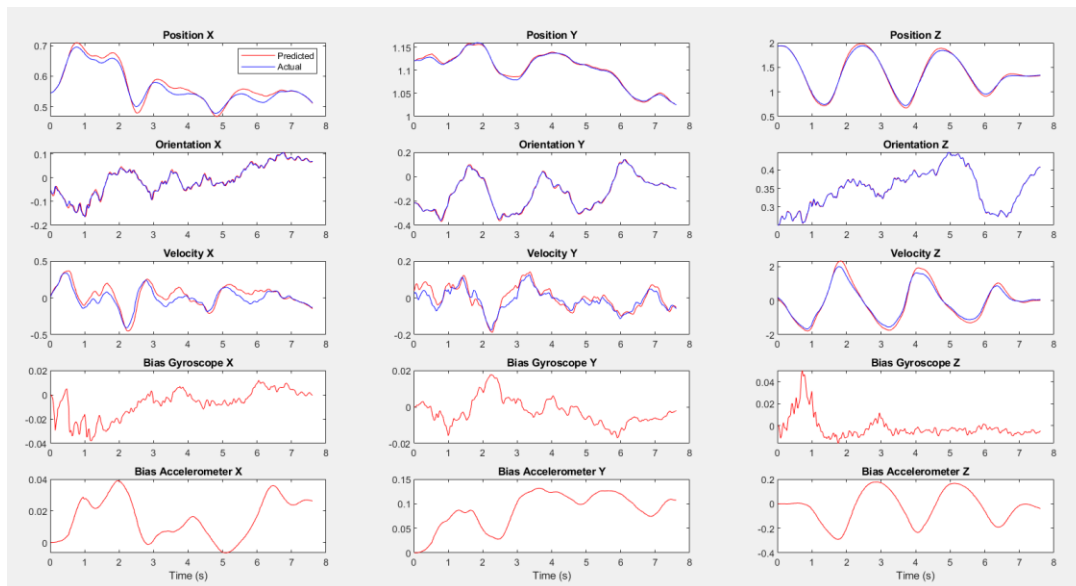 Position X
0.7
0.6
0.5
0 1 2 3 4 5 6 7 8
Predicted
Actual
Position Y
1.15
1.1
1.05
1
0 1 2 3 4 5 6 7 8
Position Z
2
1.5
1
0.5
0 1 2 3 4 5 6 7 8
Orientation X
0.1
0
-0.1
-0.2
0 1 2 3 4 5 6 7 8
Orientation Y
0.2
0
-0.2
-0.4
0 1 2 3 4 5 6 7 8
Orientation Z
0.4
0.35
0.3
0.25
0 1 2 3 4 5 6 7 8
Velocity X
0.5
0
-0.5
0 1 2 3 4 5 6 7 8
Velocity Y
0.2
0
-0.2
0 1 2 3 4 5 6 7 8
Velocity Z
2
0
-2
0 1 2 3 4 5 6 7 8
Bias Gyroscope X
0.02
0
-0.02
-0.04
0 1 2 3 4 5 6 7 8
Bias Gyroscope Y
0.02
0
-0.02
0 1 2 3 4 5 6 7 8
Bias Gyroscope Z
0.04
0.02
0
0 1 2 3 4 5 6 7 8
Bias Accelerometer X
0.04
0.02
0
0 1 2 3 4 5 6 7 8
Time (s)
Bias Accelerometer Y
0.15
0.1
0.05
0
0 1 2 3 4 5 6 7 8
Time (s)
Bias Accelerometer Z
0.2
0
-0.2
-0.4
0 1 2 3 4 5 6 7 8
Time (s)